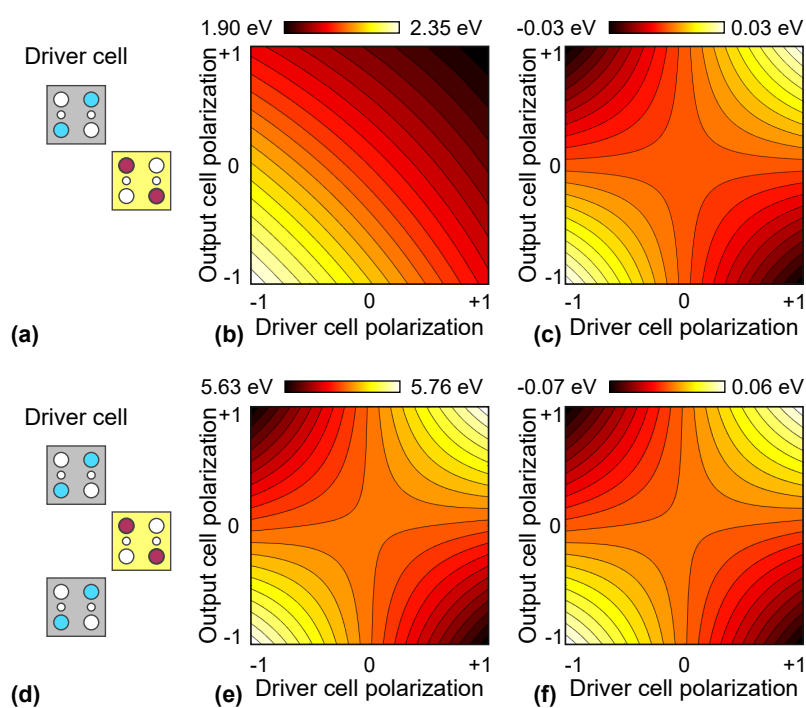 1.90 eV 2.35 eV
-0.03 eV 0.03 eV
Driver cell
Output cell polarization
+1
0
-1
-1 0 +1
Driver cell polarization
Output cell polarization
+1
0
-1
-1 0 +1
Driver cell polarization
(a)
(b)
(c)
5.63 eV 5.76 eV
-0.07 eV 0.06 eV
Driver cell
Output cell polarization
+1
0
-1
-1 0 +1
Driver cell polarization
Output cell polarization
+1
0
-1
-1 0 +1
Driver cell polarization
(d)
(e)
(f)